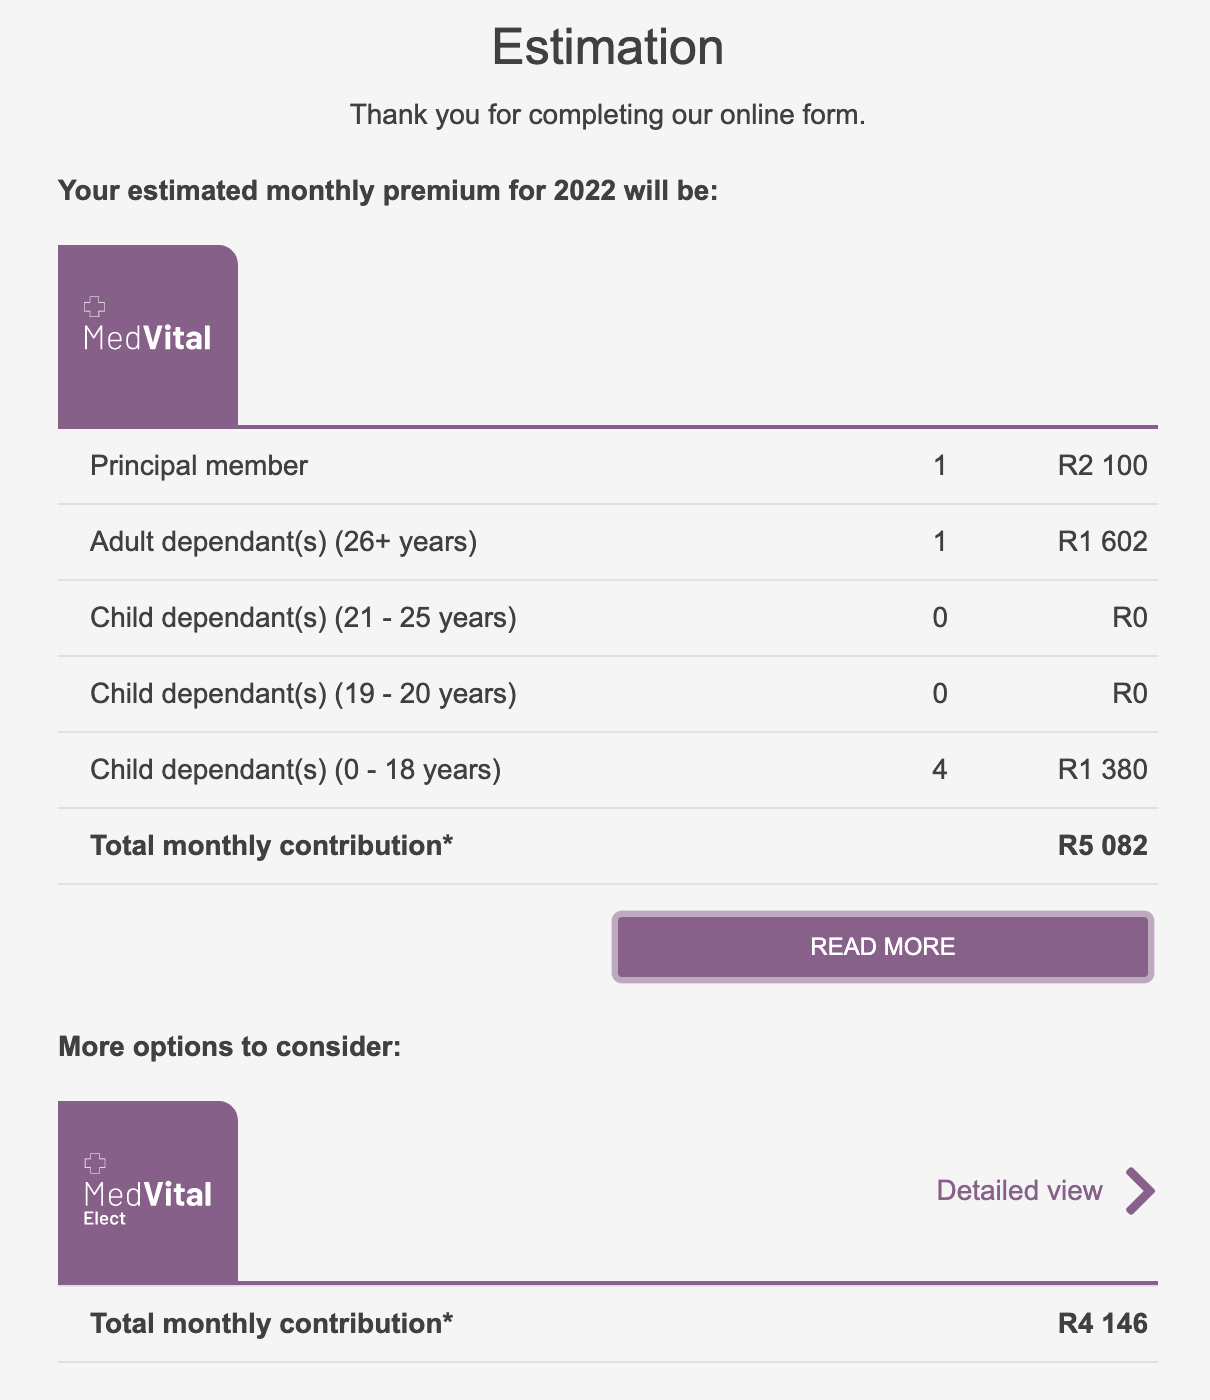 Estimation
Thank you for completing our online form.
Your estimated monthly premium for 2022 will be:
MedVital
Principal member 1 R2 100
Adult dependant(s) (26+ years) 1 R1 602
Child dependant(s) (21 - 25 years) 0 R0
Child dependant(s) (19 - 20 years) 0 R0
Child dependant(s) (0 - 18 years) 4 R1 380
Total monthly contribution* R5 082
READ MORE
More options to consider:
MedVital
Elect
Detailed view
Total monthly contribution* R4 146